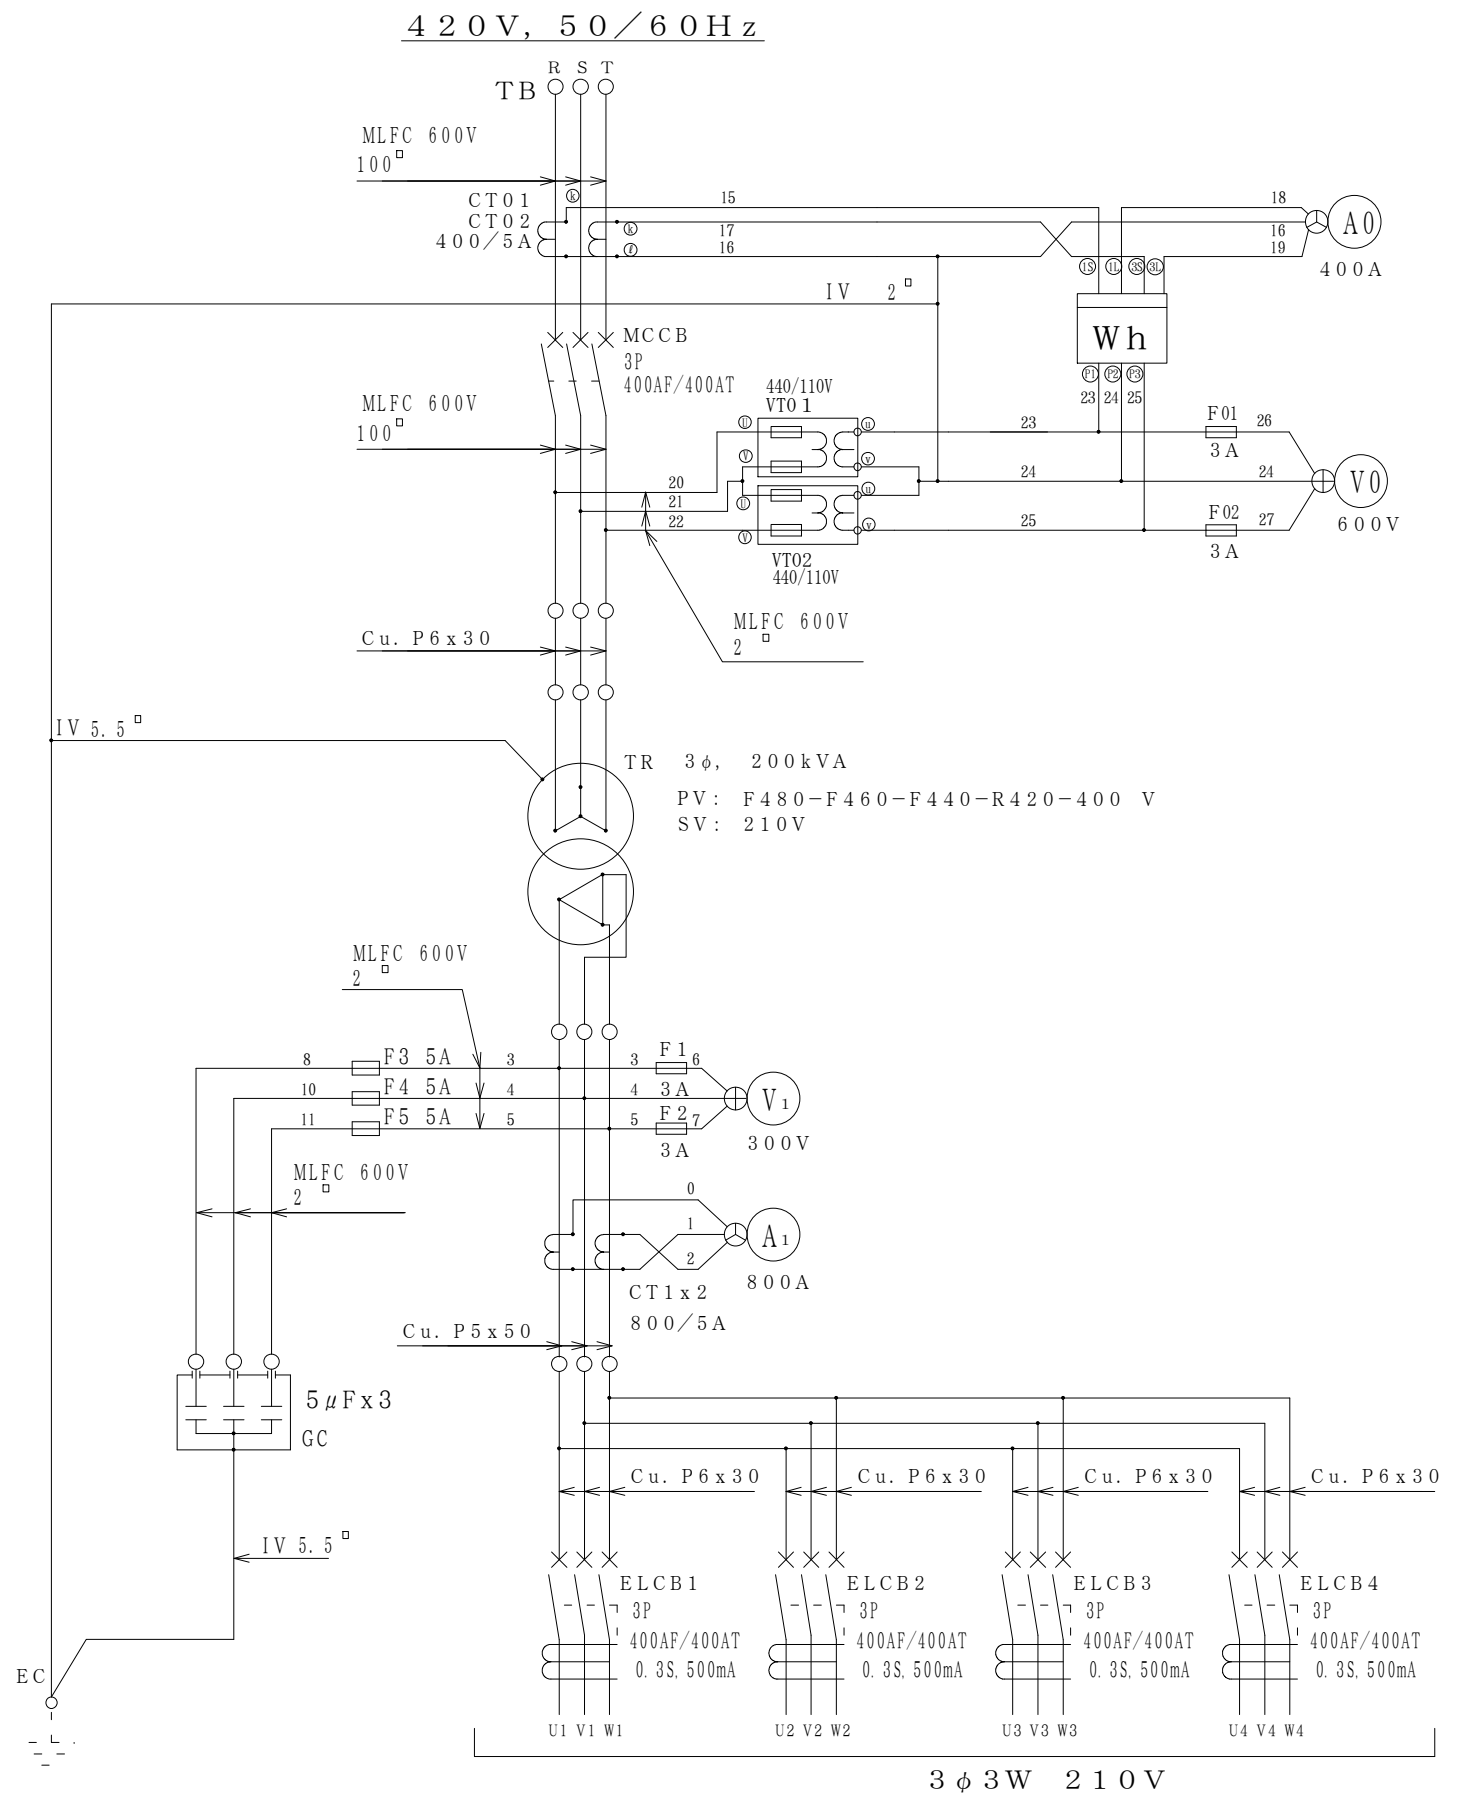 420V, 50/60Hz
R S T
TB
MLFC 600V
100□
CT01
CT02
400/5A
k
k
ℓ
15
17
16
18
16
19
A0
400A
1S 1L 3S 3L
Wh
P1 P2 P3
23 24 25
IV 2□
MCCB
3P
400AF/400AT
MLFC 600V
100□
440/110V
VT01
U
V
u
v
U
V
u
v
20
21
22
VT02
440/110V
23
24
25
F01
3A
26
24
F02
3A
27
V0
600V
MLFC 600V
2□
Cu. P6x30
IV 5.5□
TR 3φ, 200kVA
PV: F480-F460-F440-R420-400 V
SV: 210V
MLFC 600V
2□
8 F3 5A 3
10 F4 5A 4
11 F5 5A 5
3 F1 6
3A
4
5 F2 7
3A
V1
300V
MLFC 600V
2□
0
1
2
A1
800A
CT1x2
800/5A
Cu. P5x50
5μFx3
GC
Cu. P6x30
Cu. P6x30
Cu. P6x30
Cu. P6x30
IV 5.5□
ELCB1
3P
400AF/400AT
0.3S,500mA
ELCB2
3P
400AF/400AT
0.3S,500mA
ELCB3
3P
400AF/400AT
0.3S,500mA
ELCB4
3P
400AF/400AT
0.3S,500mA
EC
U1 V1 W1
U2 V2 W2
U3 V3 W3
U4 V4 W4
3φ3W 210V